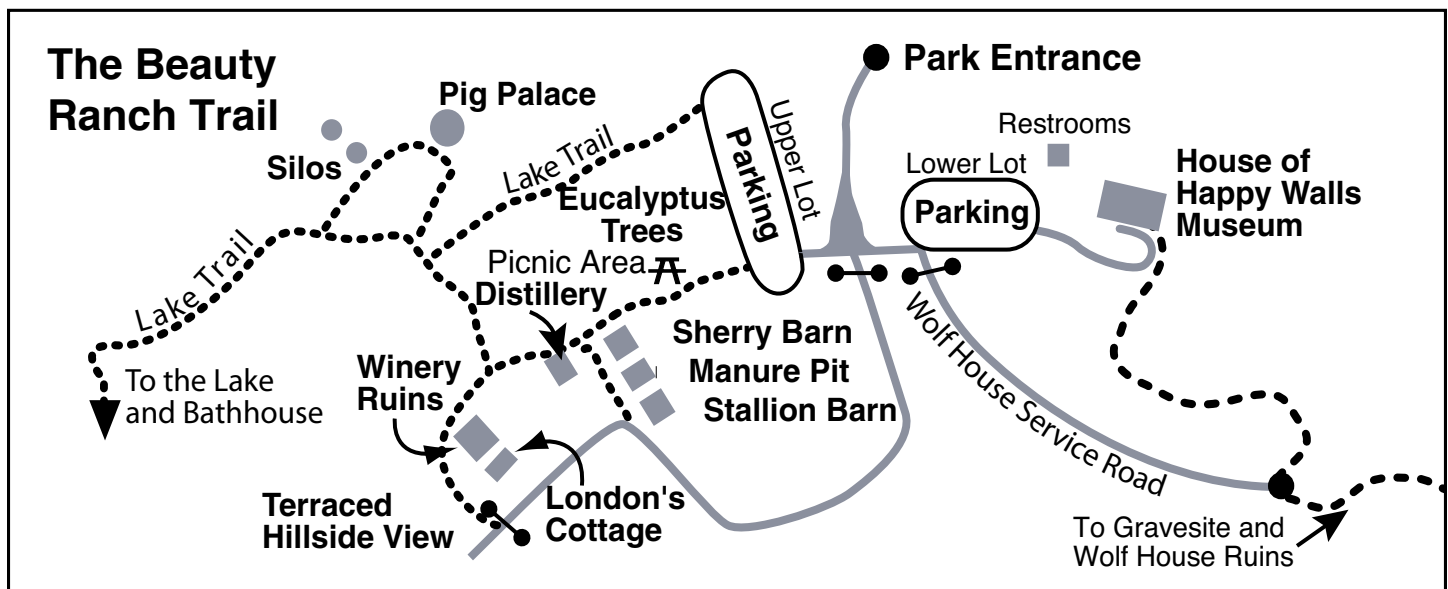 The Beauty
Ranch Trail
Pig Palace
Silos
Lake Trail
Parking
Upper Lot
Park Entrance
Restrooms
Lower Lot
Parking
House of
Happy Walls
Museum
Eucalyptus
Trees
Picnic Area
Distillery
Lake Trail
To the Lake
and Bathhouse
Winery
Ruins
Sherry Barn
Manure Pit
Stallion Barn
Wolf House Service Road
Terraced
Hillside View
London's
Cottage
To Gravesite and
Wolf House Ruins